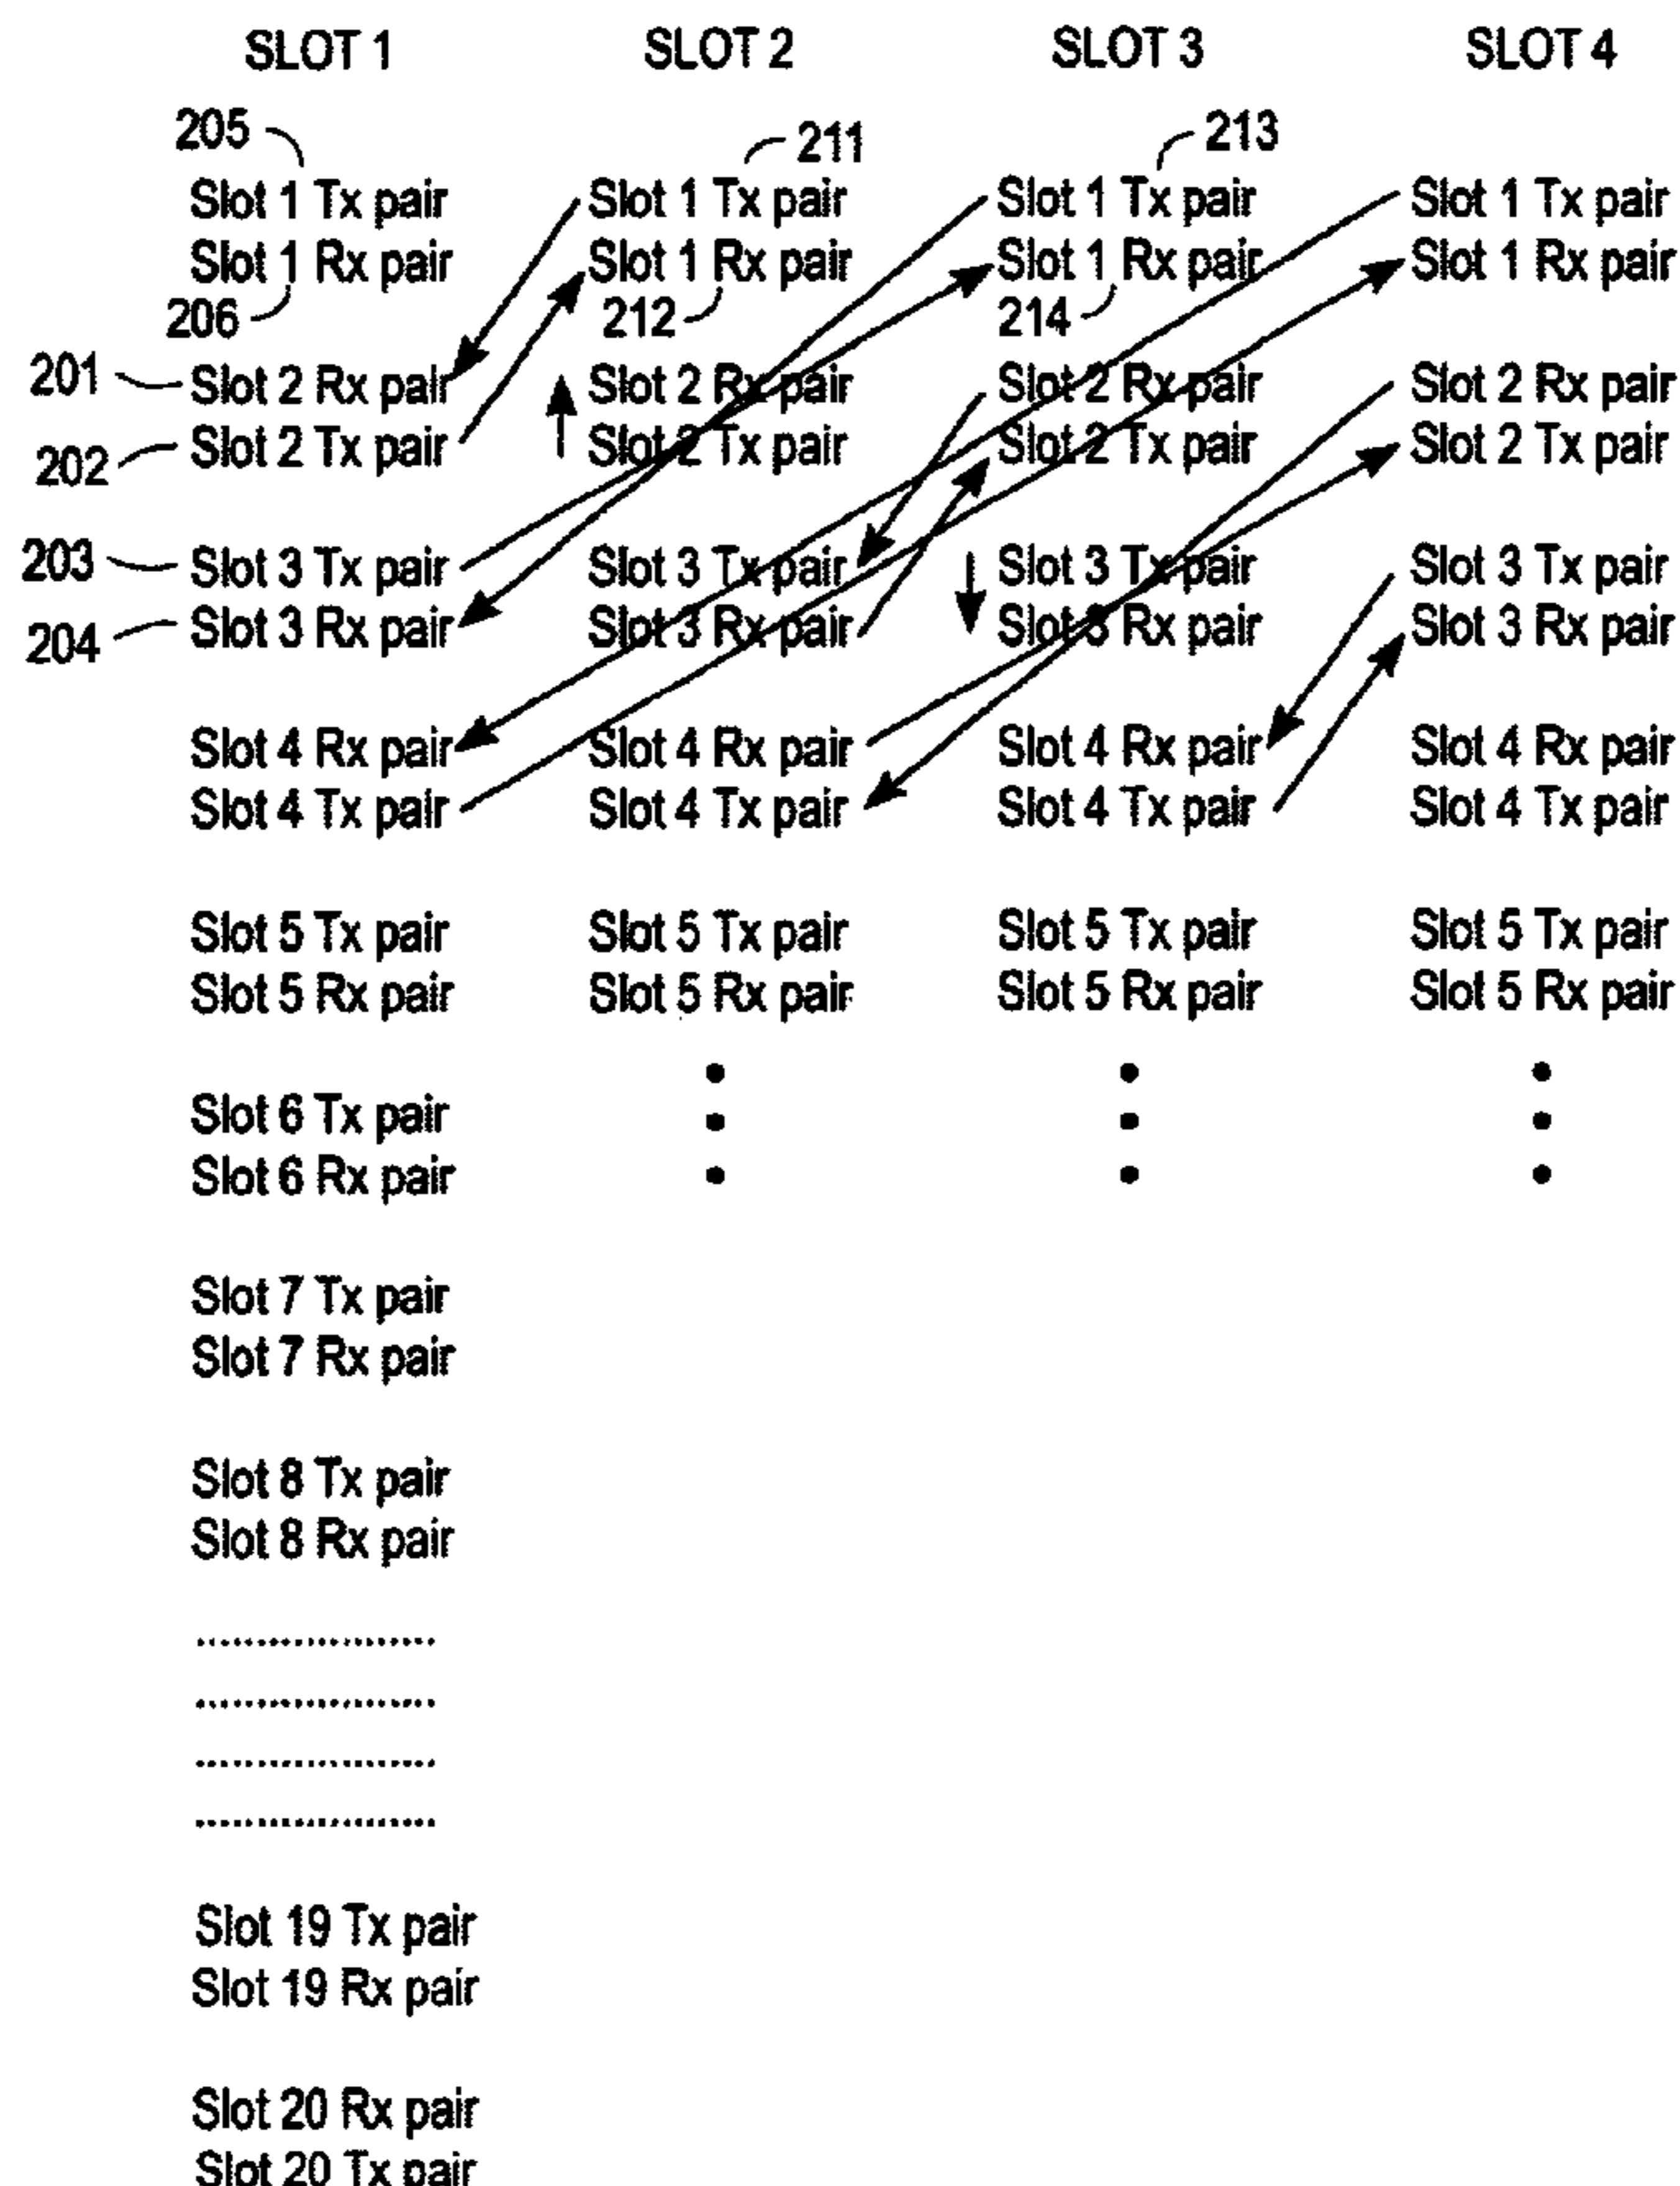 SLOT 1 SLOT 2 SLOT 3 SLOT 4
205 211 213
Slot 1 Tx pair Slot 1 Tx pair Slot 1 Tx pair Slot 1 Tx pair
Slot 1 Rx pair Slot 1 Rx pair Slot 1 Rx pair Slot 1 Rx pair
206 212 214
201 Slot 2 Rx pair Slot 2 Rx pair Slot 2 Rx pair Slot 2 Rx pair
202 Slot 2 Tx pair Slot 2 Tx pair Slot 2 Tx pair Slot 2 Tx pair
203 Slot 3 Tx pair Slot 3 Tx pair Slot 3 Tx pair Slot 3 Tx pair
204 Slot 3 Rx pair Slot 3 Rx pair Slot 3 Rx pair Slot 3 Rx pair
Slot 4 Rx pair Slot 4 Rx pair Slot 4 Rx pair Slot 4 Rx pair
Slot 4 Tx pair Slot 4 Tx pair Slot 4 Tx pair Slot 4 Tx pair
Slot 5 Tx pair Slot 5 Tx pair Slot 5 Tx pair Slot 5 Tx pair
Slot 5 Rx pair Slot 5 Rx pair Slot 5 Rx pair Slot 5 Rx pair
Slot 6 Tx pair
Slot 6 Rx pair
Slot 7 Tx pair
Slot 7 Rx pair
Slot 8 Tx pair
Slot 8 Rx pair
Slot 19 Tx pair
Slot 19 Rx pair
Slot 20 Rx pair
Slot 20 Tx pair